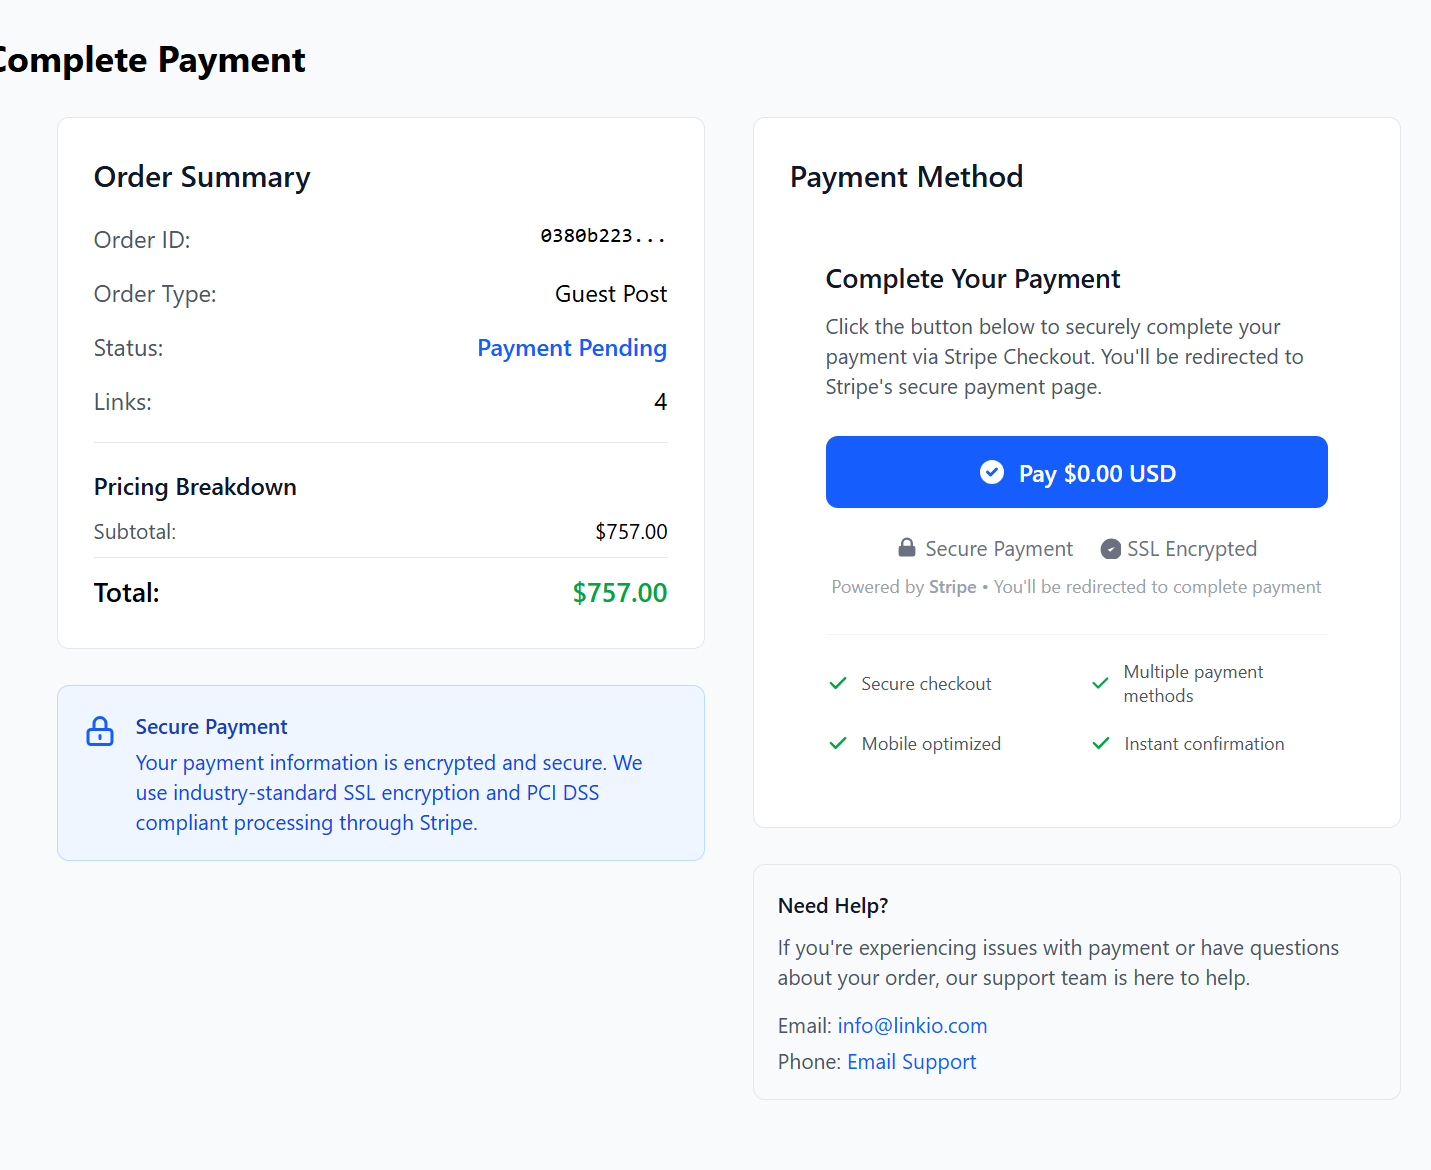 Complete Payment
Order Summary
Order ID: 0380b223...
Order Type: Guest Post
Status: Payment Pending
Links: 4
Pricing Breakdown
Subtotal: $757.00
Total: $757.00
Secure Payment
Your payment information is encrypted and secure. We
use industry-standard SSL encryption and PCI DSS
compliant processing through Stripe.
Payment Method
Complete Your Payment
Click the button below to securely complete your
payment via Stripe Checkout. You'll be redirected to
Stripe's secure payment page.
Pay $0.00 USD
Secure Payment SSL Encrypted
Powered by Stripe • You'll be redirected to complete payment
Secure checkout
Multiple payment
methods
Mobile optimized
Instant confirmation
Need Help?
If you're experiencing issues with payment or have questions
about your order, our support team is here to help.
Email: info@linkio.com
Phone: Email Support